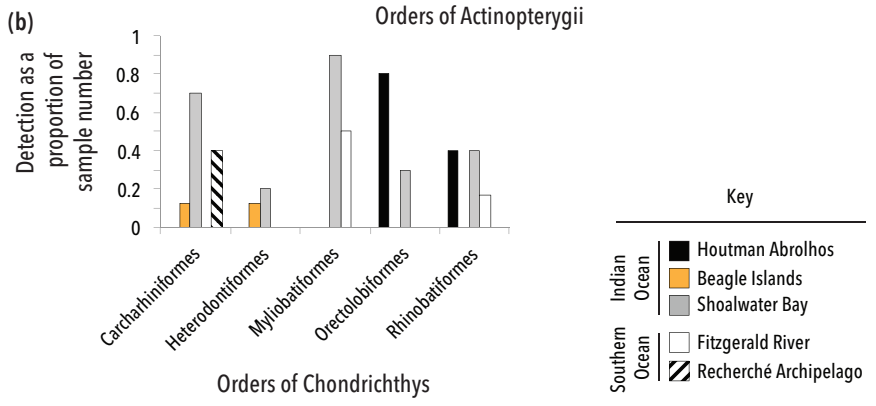 Orders of Actinopterygii
(b)
Detection as a
proportion of
sample number
1
0.8
0.6
0.4
0.2
0
Carcharhiniformes
Heterodontiformes
Myliobatiformes
Orectolobiformes
Rhinobatiformes
Orders of Chondrichthys
Key
Indian
Ocean
Houtman Abrolhos
Beagle Islands
Shoalwater Bay
Southern
Ocean
Fitzgerald River
Recherché Archipelago